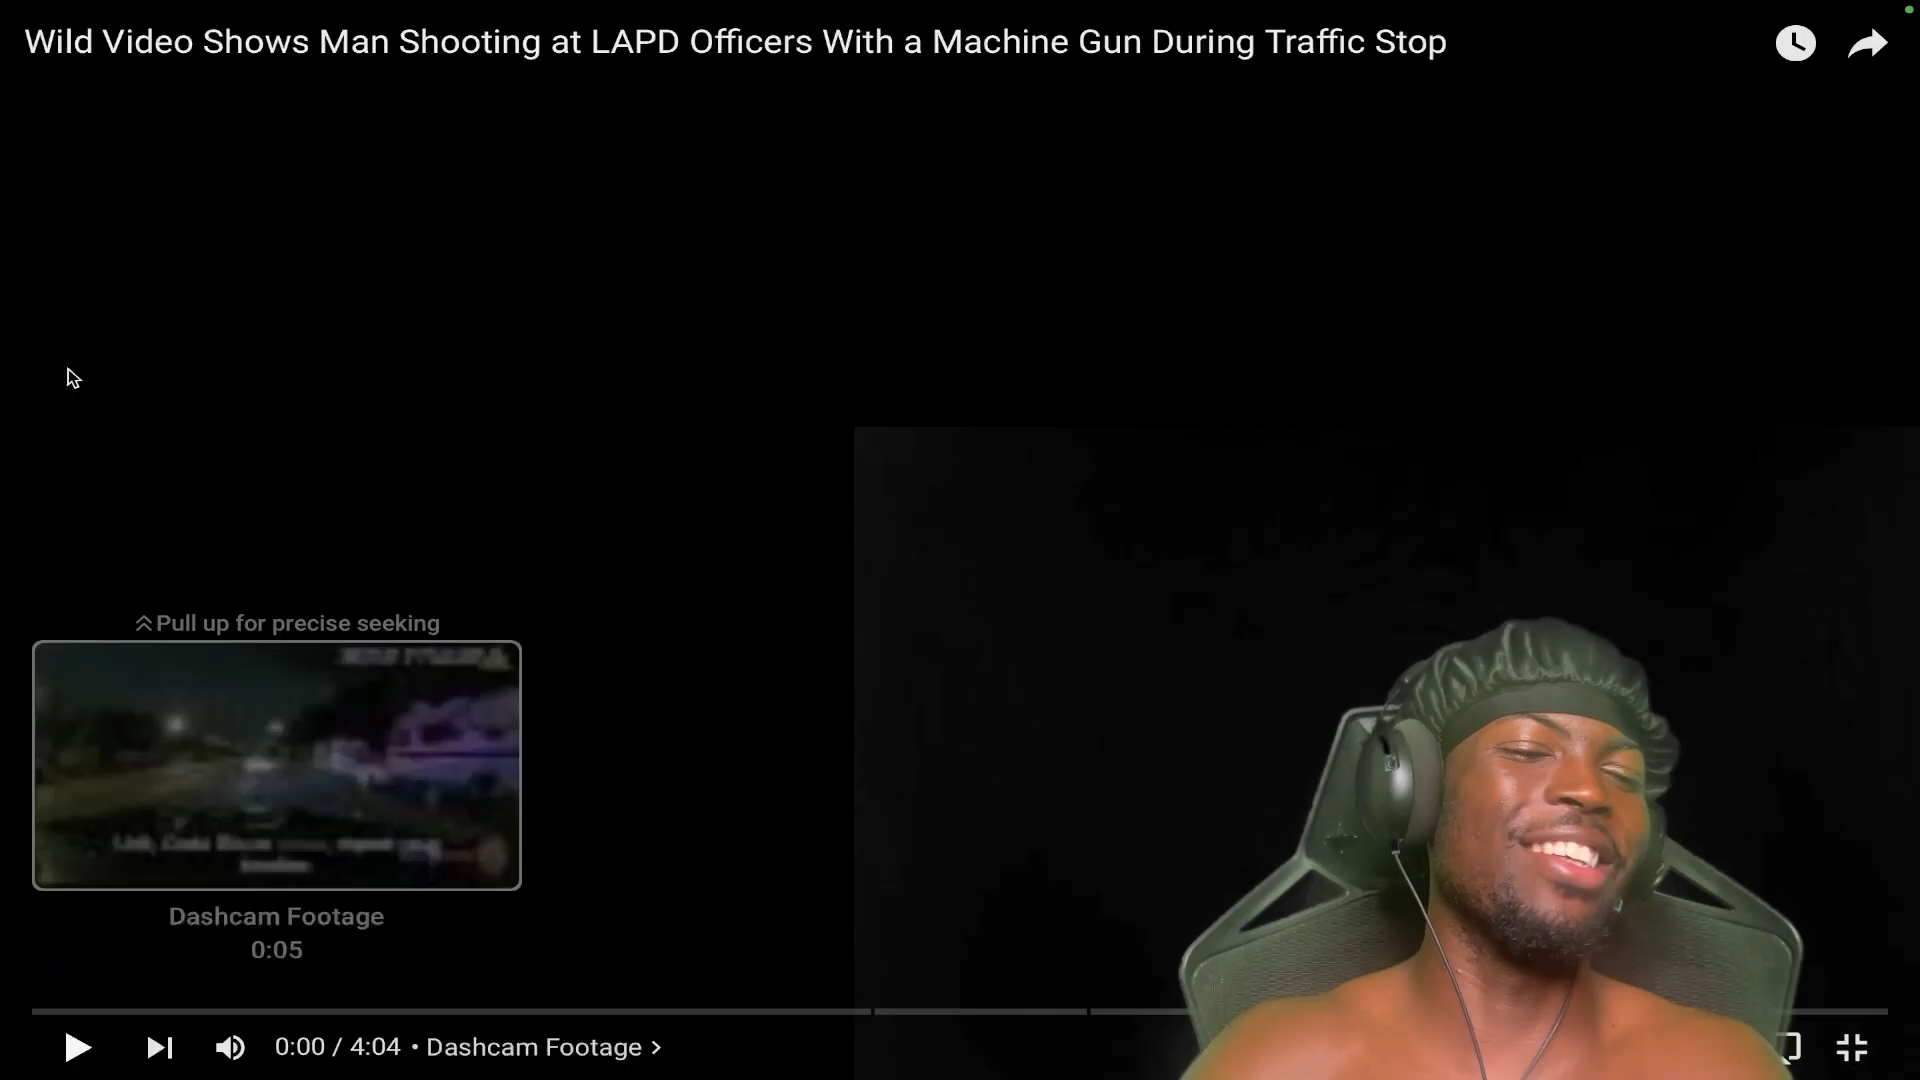 Wild Video Shows Man Shooting at LAPD Officers With a Machine Gun During Traffic Stop
Pull up for precise seeking
Dashcam Footage
0:05
0:00 / 4:04 • Dashcam Footage >